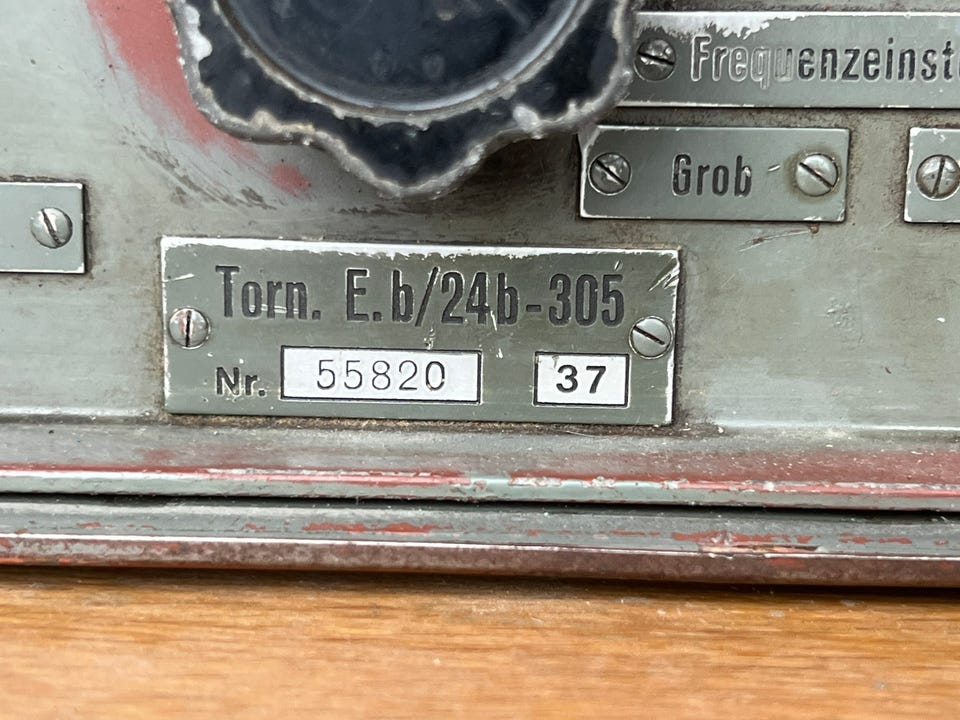 Frequenzeinst
Grob
Torn. E.b/24b-305
Nr. 55820 37